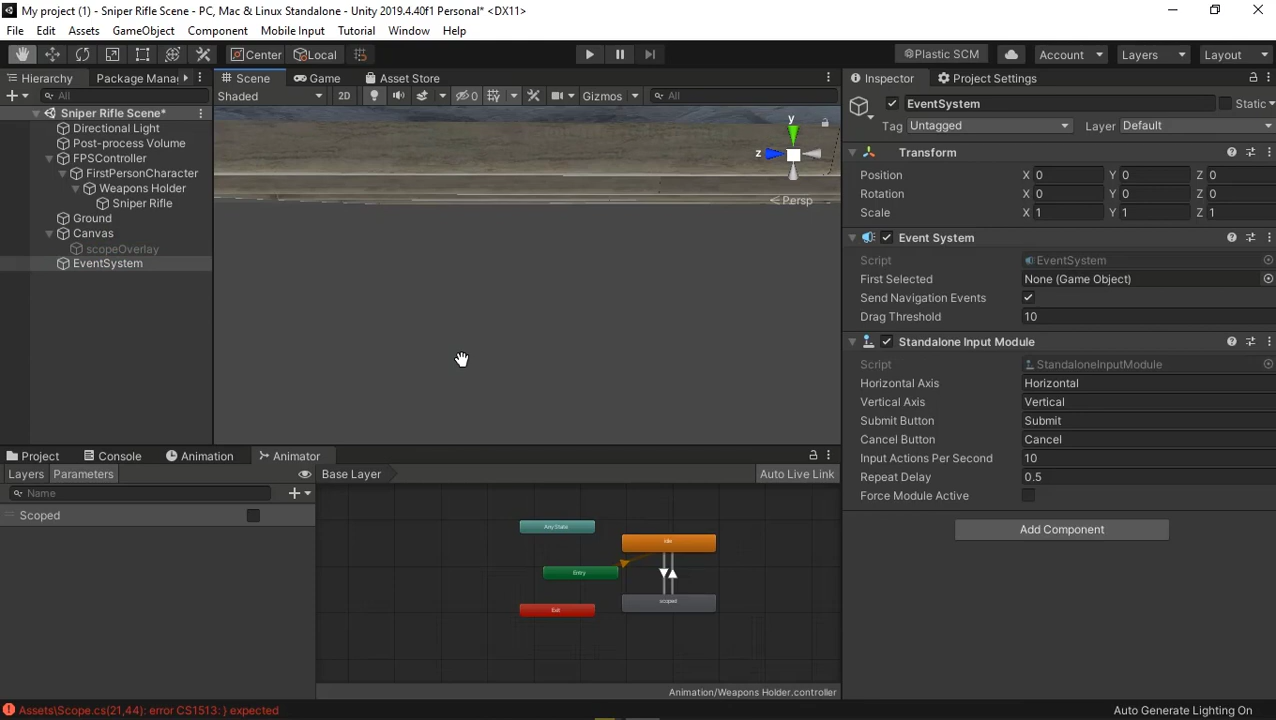 My project (1) - Sniper Rifle Scene - PC, Mac & Linux Standalone - Unity 2019.4.40f1 Personal* <DX11>
File Edit Assets GameObject Component Mobile Input Tutorial Window Help
Center Local Plastic SCM Account Layers Layout
Hierarchy Package Mana
All
Sniper Rifle Scene*
Directional Light
Post-process Volume
FPSController
FirstPersonCharacter
Weapons Holder
Sniper Rifle
Ground
Canvas
scopeOverlay
EventSystem
Scene Game Asset Store
Shaded 2D 0 Gizmos All
y
z
Persp
Inspector Project Settings
EventSystem Static
Tag Untagged Layer Default
Transform
Position X 0 Y 0 Z 0
Rotation X 0 Y 0 Z 0
Scale X 1 Y 1 Z 1
Event System
Script EventSystem
First Selected None (Game Object)
Send Navigation Events
Drag Threshold 10
Standalone Input Module
Script StandaloneInputModule
Horizontal Axis Horizontal
Vertical Axis Vertical
Submit Button Submit
Cancel Button Cancel
Input Actions Per Second 10
Repeat Delay 0.5
Force Module Active
Add Component
Project Console Animation Animator
Layers Parameters Base Layer Auto Live Link
Name
Scoped
Any State
Idle
Entry
scoped
Exit
Animation/Weapons Holder.controller
Assets\Scope.cs(21,44): error CS1513: } expected
Auto Generate Lighting On